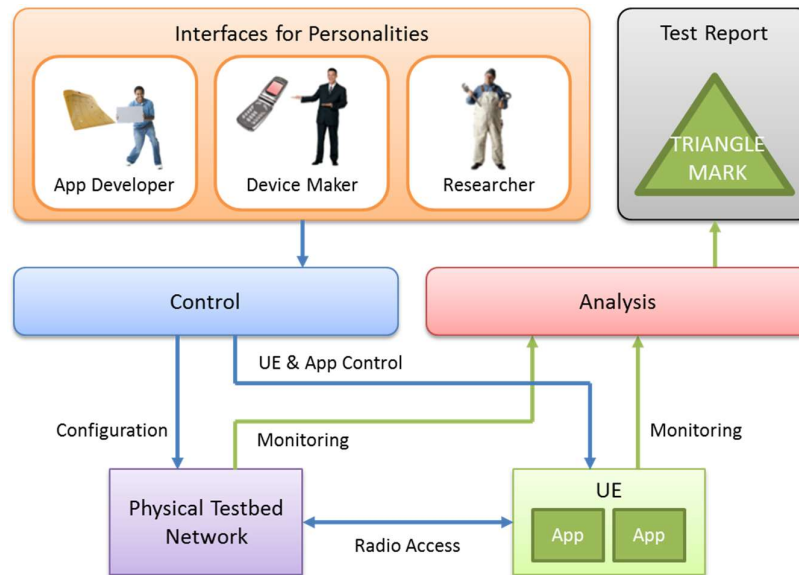 Interfaces for Personalities
App Developer
Device Maker
Researcher
Test Report
TRIANGLE
MARK
Control
Analysis
UE & App Control
Configuration
Monitoring
Monitoring
Physical Testbed
Network
Radio Access
UE
App
App